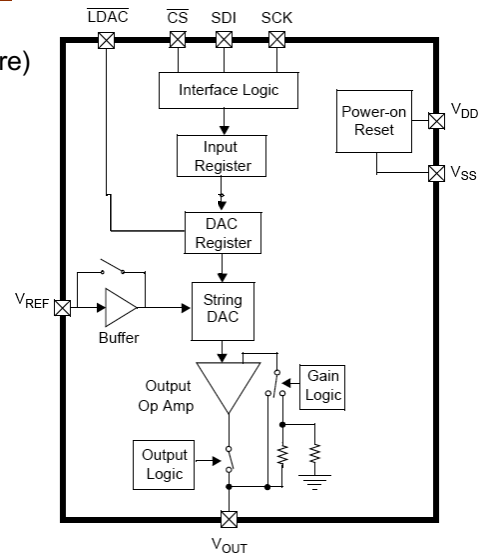 LDAC CS SDI SCK
re)
Interface Logic
Power-on
Reset
VDD
Input
Register
VSS
DAC
Register
VREF
String
DAC
Buffer
Gain
Logic
Output
Op Amp
Output
Logic
VOUT